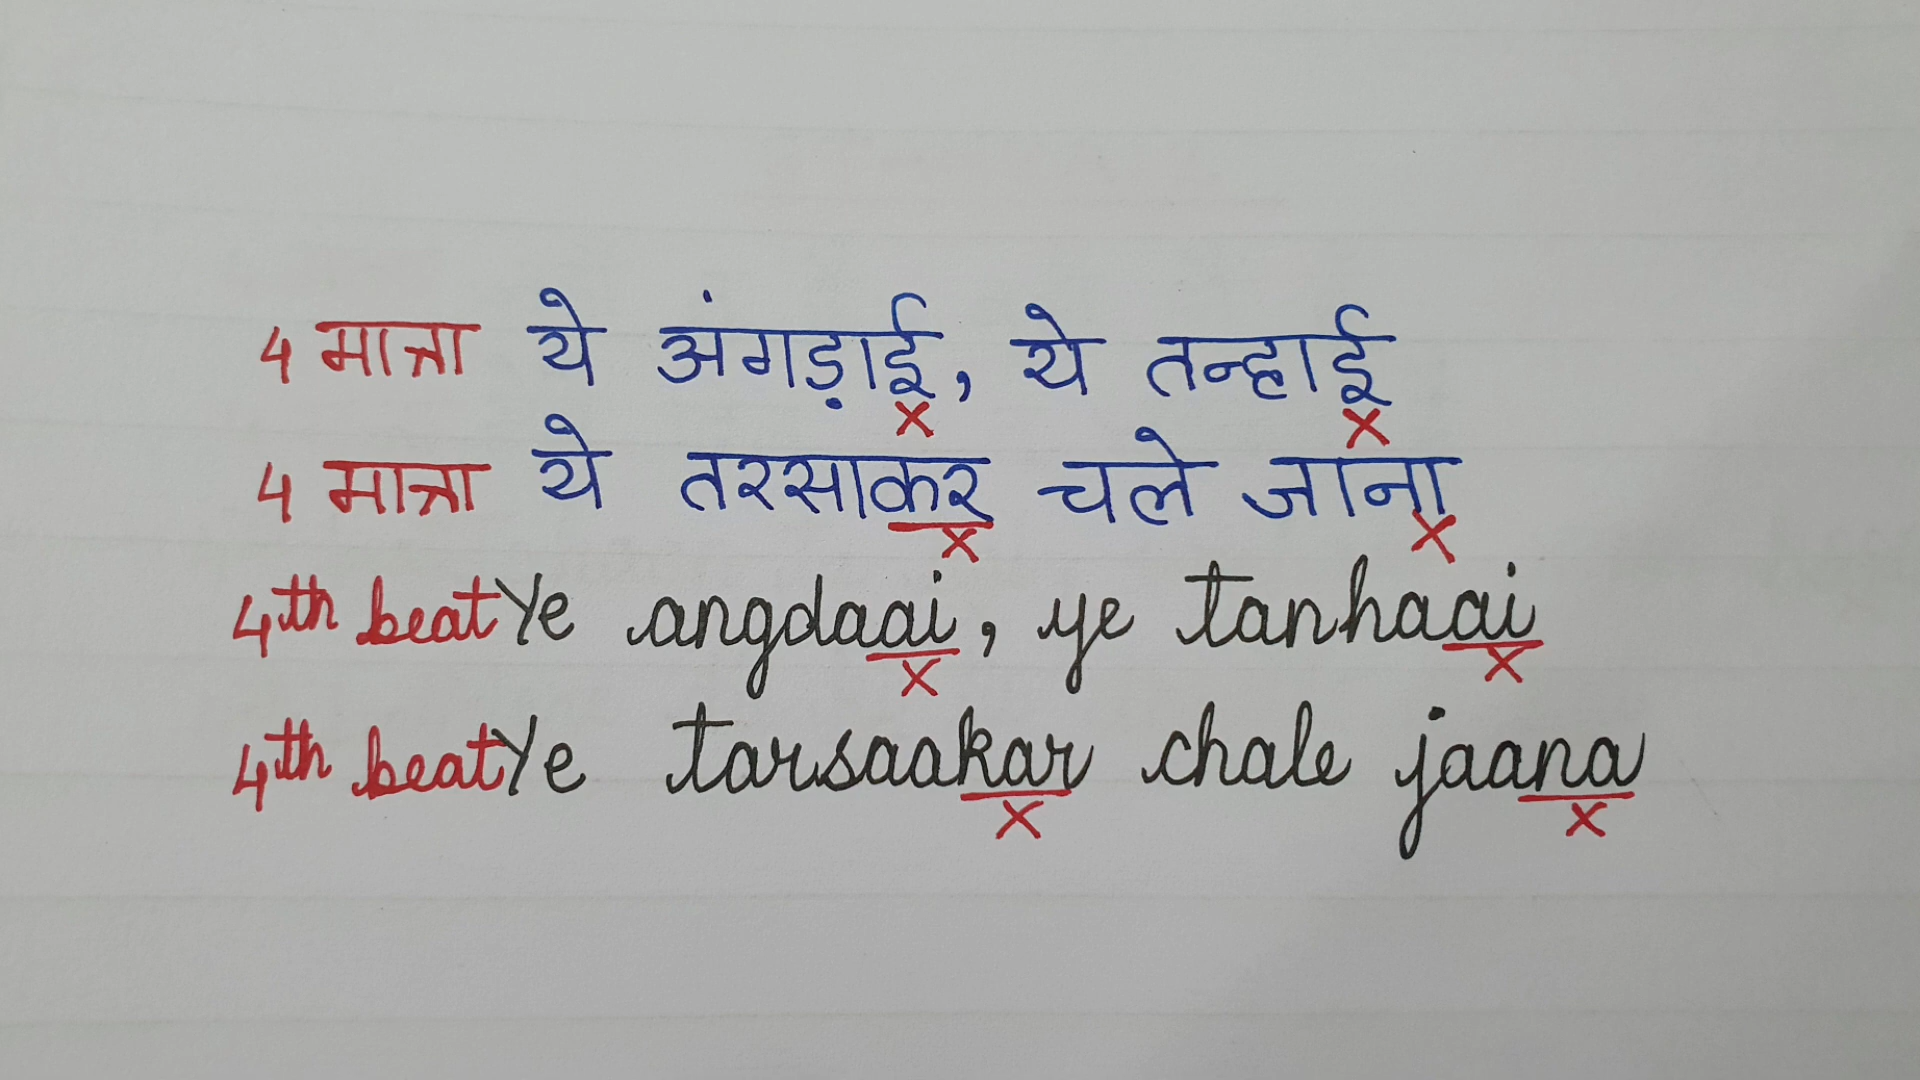 4 मात्रा ये अंगड़ाई, ये तन्हाई
x x
4 मात्रा ये तरसाकर चले जाना
x x
4th beat Ye angdaai, ye tanhaai
x x
4th beat Ye tarsaakar chale jaana
x x